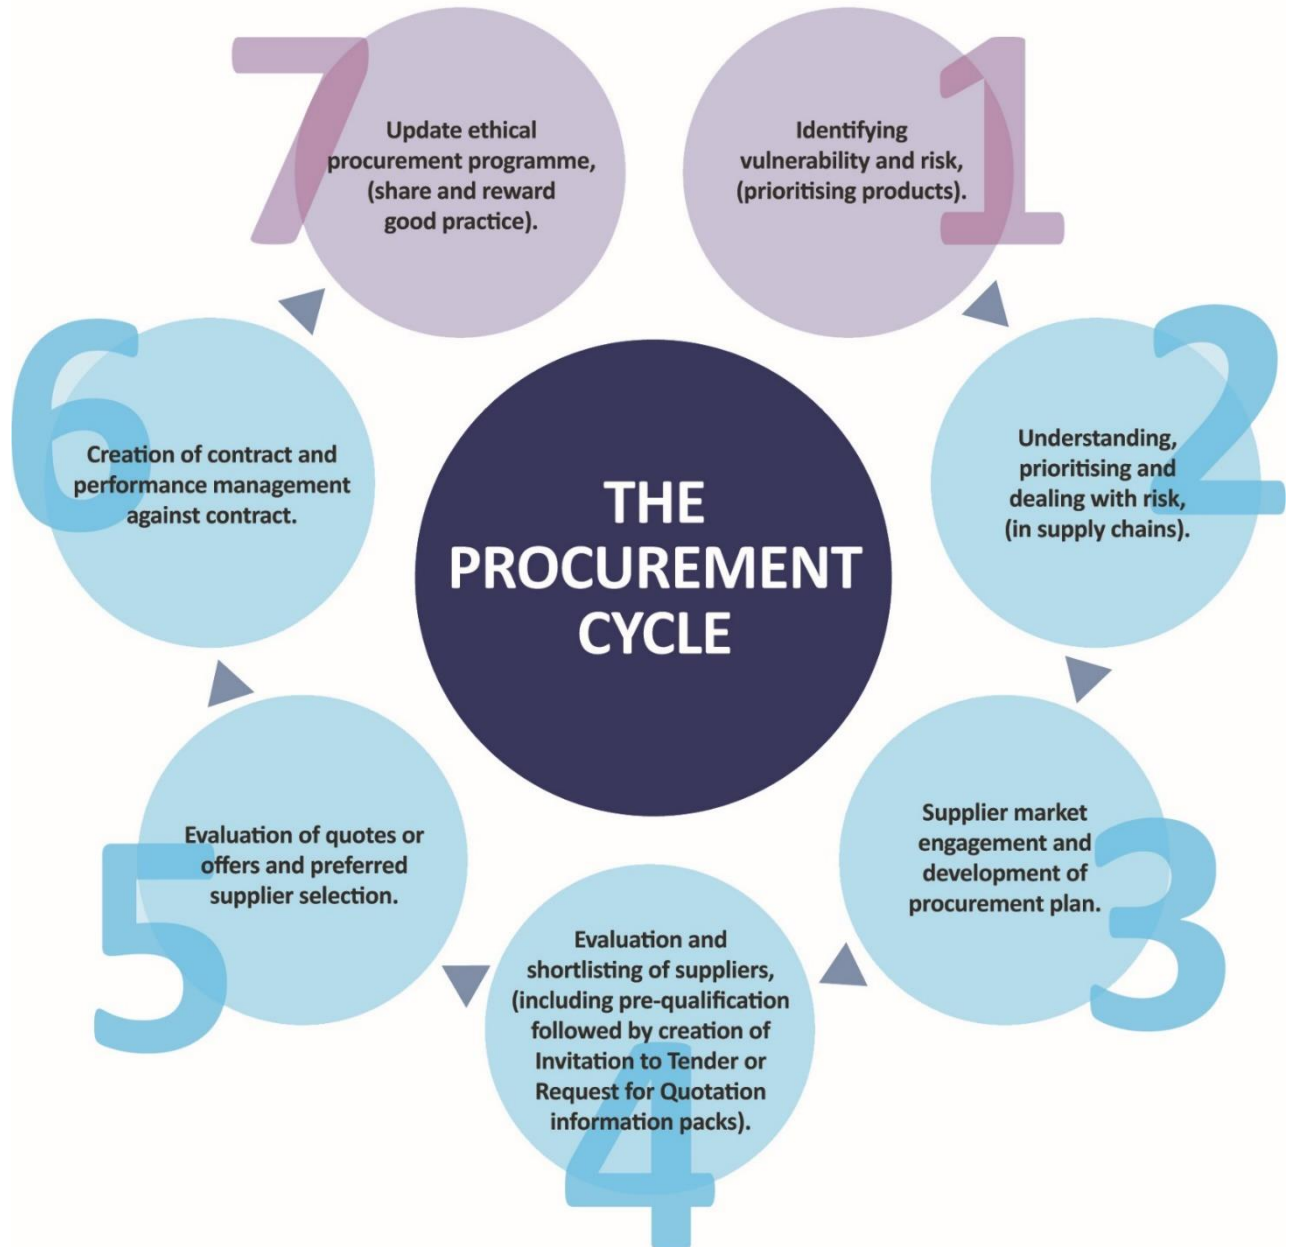 THE
PROCUREMENT
CYCLE
1
Identifying
vulnerability and risk,
(prioritising products).
2
Understanding,
prioritising and
dealing with risk,
(in supply chains).
3
Supplier market
engagement and
development of
procurement plan.
4
Evaluation and
shortlisting of suppliers,
(including pre-qualification
followed by creation of
Invitation to Tender or
Request for Quotation
information packs).
5
Evaluation of quotes or
offers and preferred
supplier selection.
6
Creation of contract and
performance management
against contract.
7
Update ethical
procurement programme,
(share and reward
good practice).